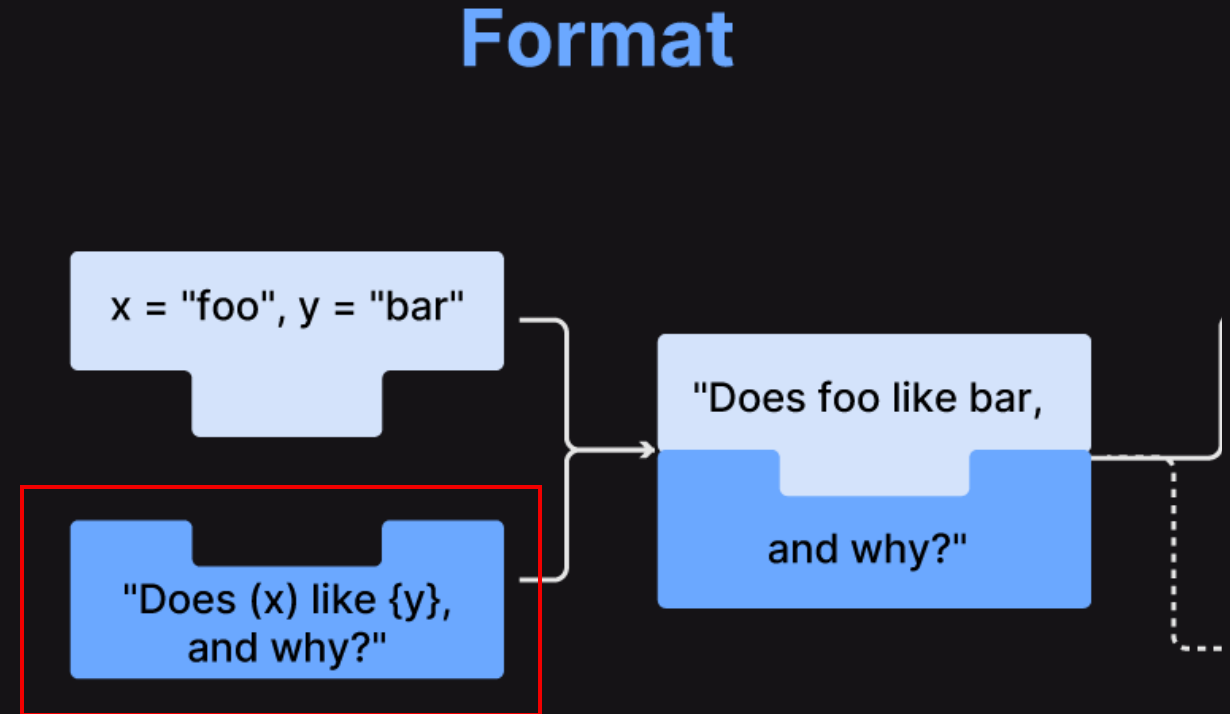 Format
x = "foo", y = "bar"
"Does (x) like {y},
and why?"
"Does foo like bar,
and why?"